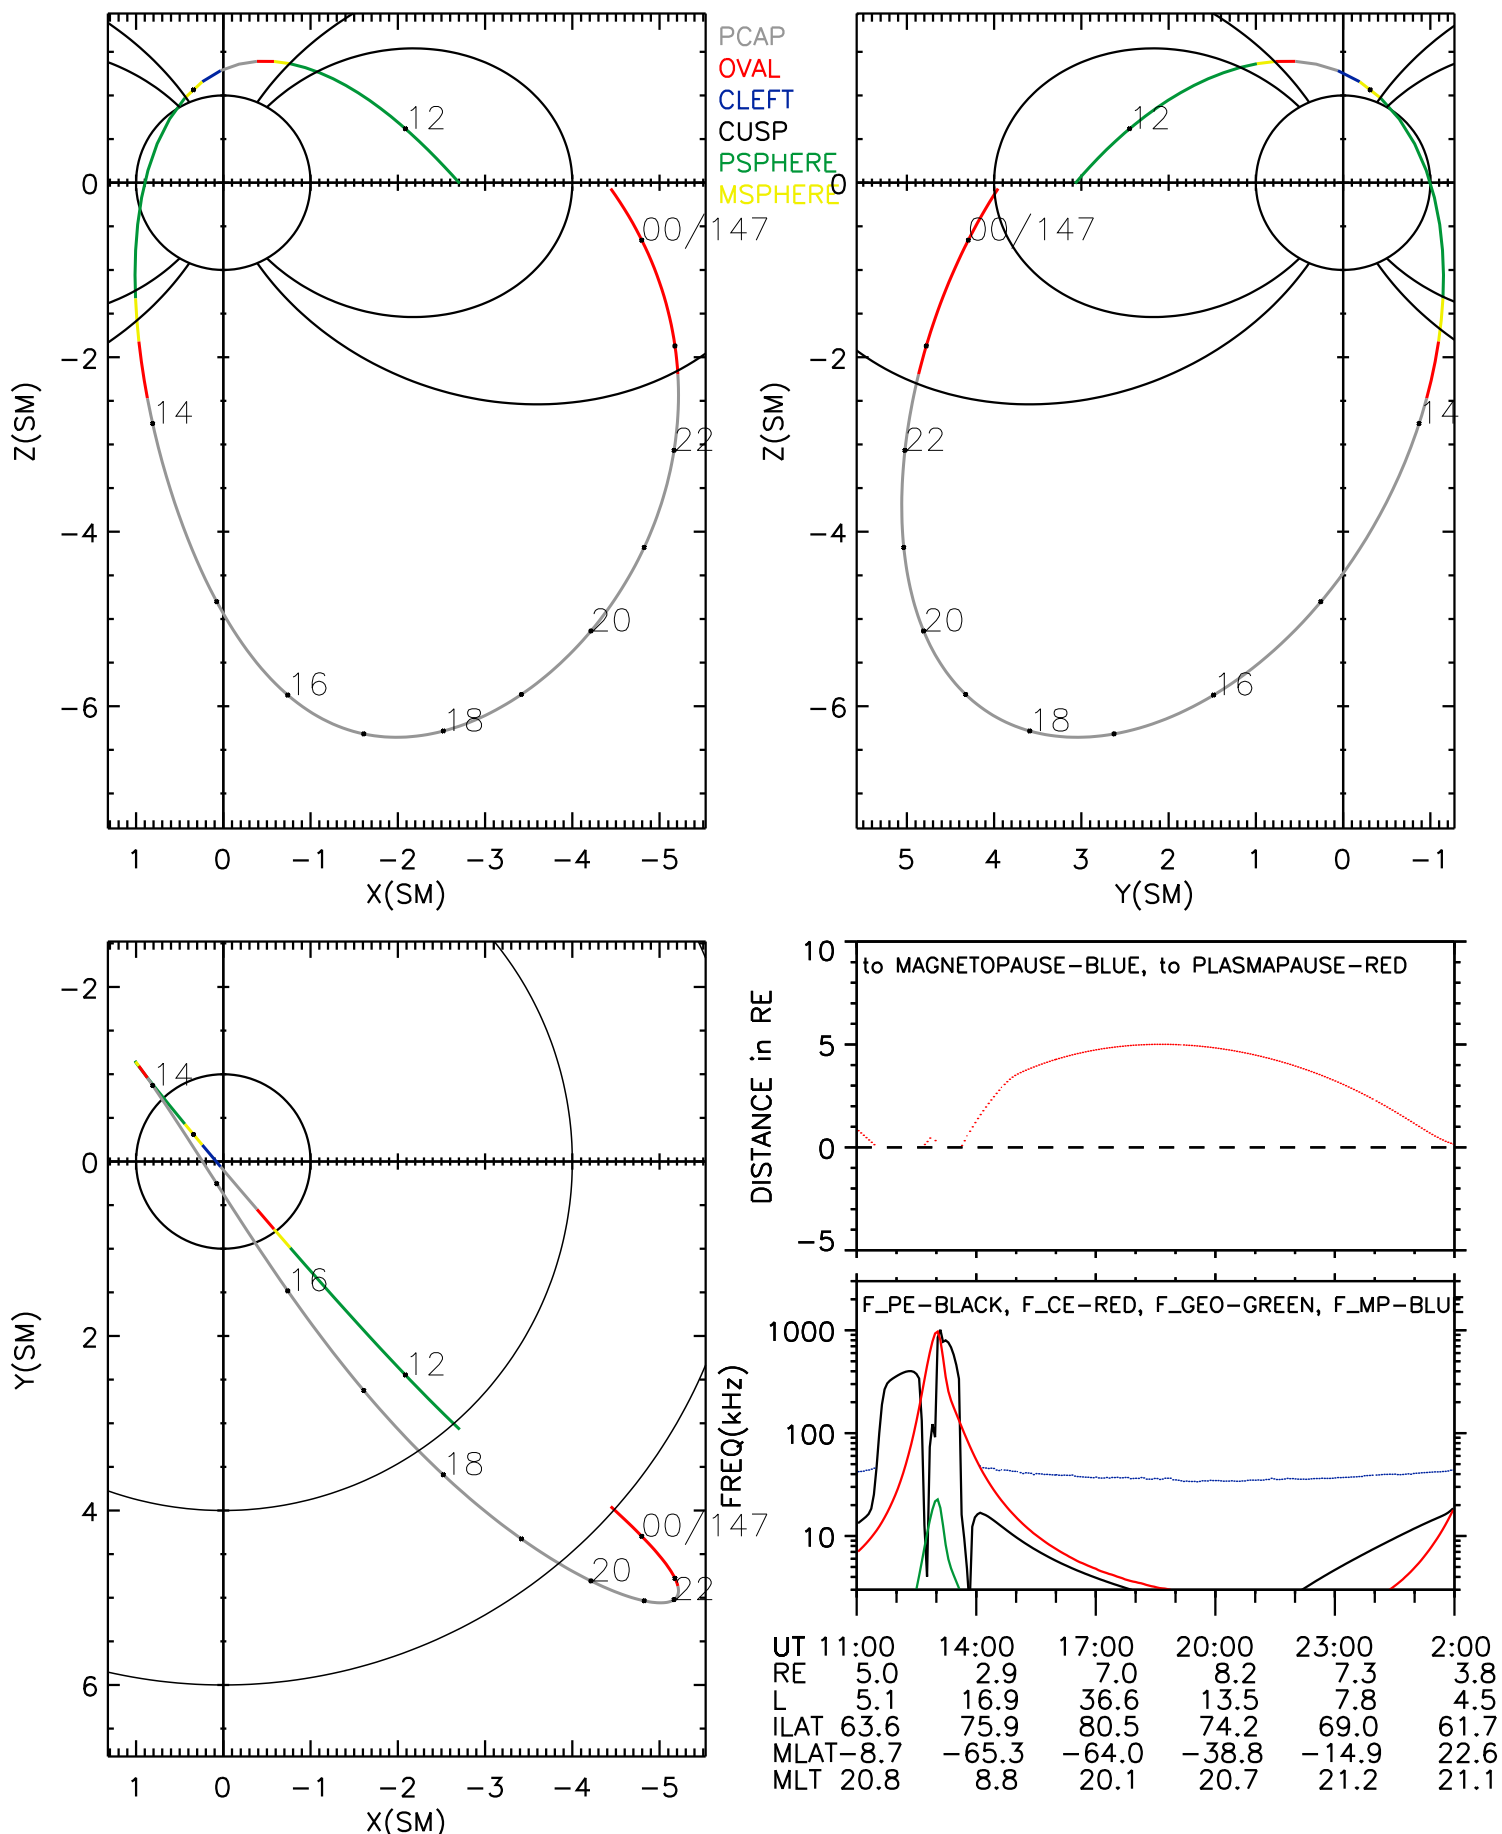 PCAP
OVAL
CLEFT
CUSP
PSPHERE
MSPHERE
0
-2
-4
-6
Z(SM)
12
00/147
14
22
20
16
18
1 0 -1 -2 -3 -4 -5
X(SM)
0
-2
-4
-6
Z(SM)
12
00/147
14
22
20
16
18
5 4 3 2 1 0 -1
Y(SM)
-2
0
2
4
6
Y(SM)
14
16
12
18
00/147
20
22
1 0 -1 -2 -3 -4 -5
X(SM)
10
5
0
-5
DISTANCE in RE
to MAGNETOPAUSE-BLUE, to PLASMAPAUSE-RED
F_PE-BLACK, F_CE-RED, F_GEO-GREEN, F_MP-BLUE
1000
100
10
FREQ(kHz)
UT 11:00 14:00 17:00 20:00 23:00 2:00
RE 5.0 2.9 7.0 8.2 7.3 3.8
L 5.1 16.9 36.6 13.5 7.8 4.5
ILAT 63.6 75.9 80.5 74.2 69.0 61.7
MLAT -8.7 -65.3 -64.0 -38.8 -14.9 22.6
MLT 20.8 8.8 20.1 20.7 21.2 21.1